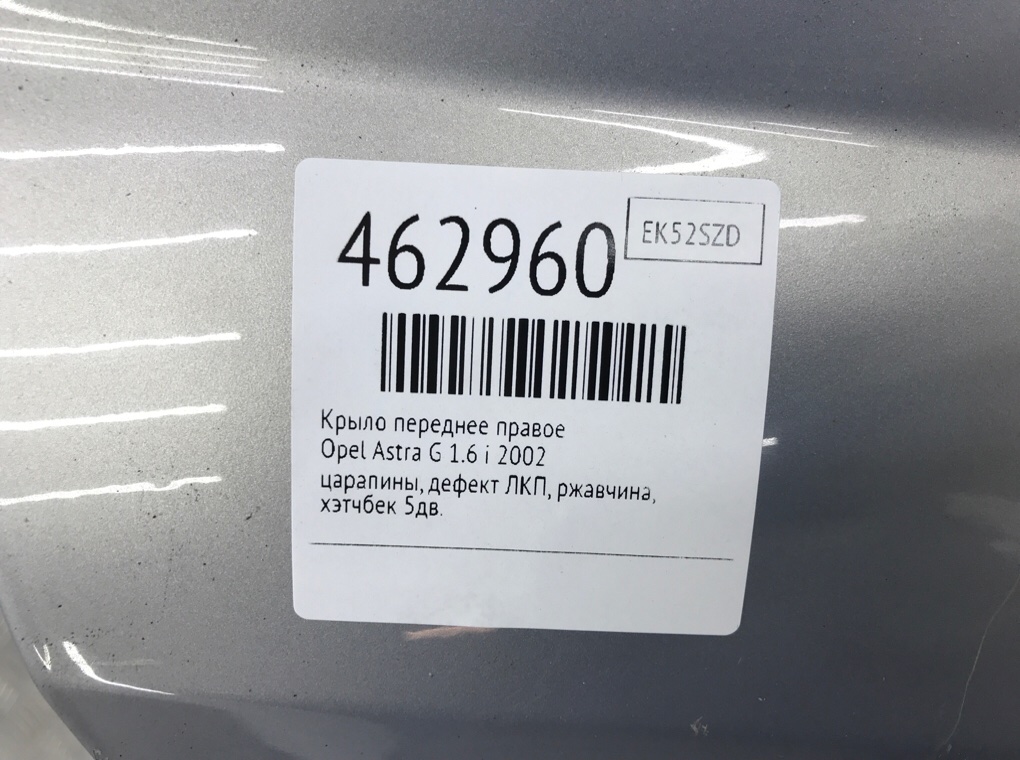 462960
EK52SZD
Крыло переднее правое
Opel Astra G 1.6 i 2002
царапины, дефект ЛКП, ржавчина,
хэтчбек 5дв.